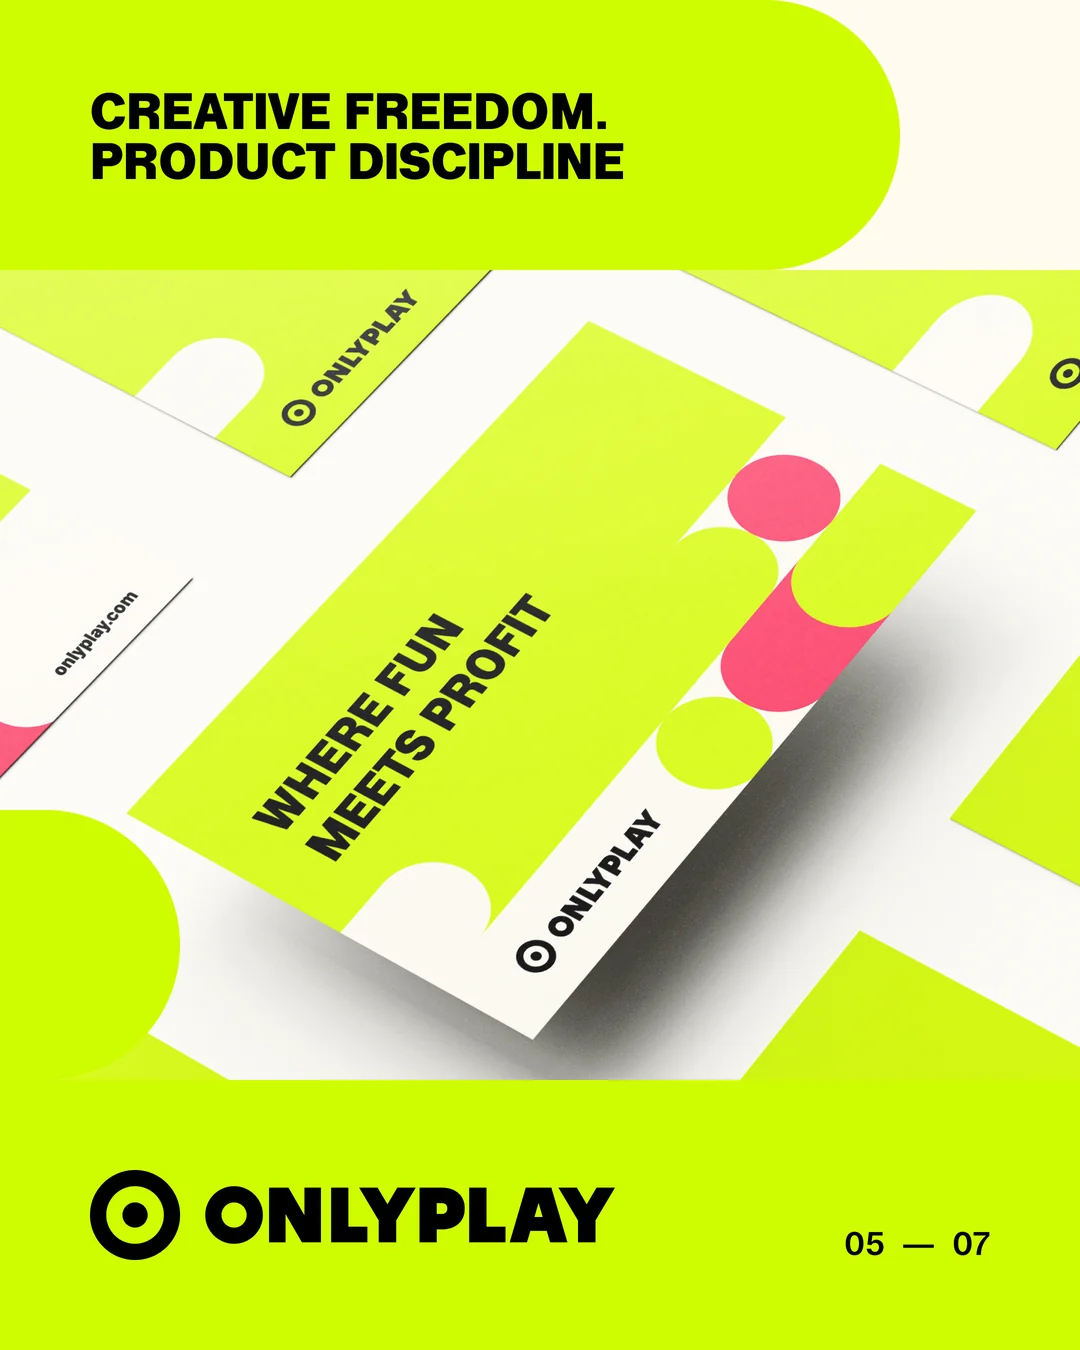 CREATIVE FREEDOM.
PRODUCT DISCIPLINE
ONLYPLAY
onlyplay.com
WHERE FUN
MEETS PROFIT
ONLYPLAY
ONLYPLAY
05 — 07